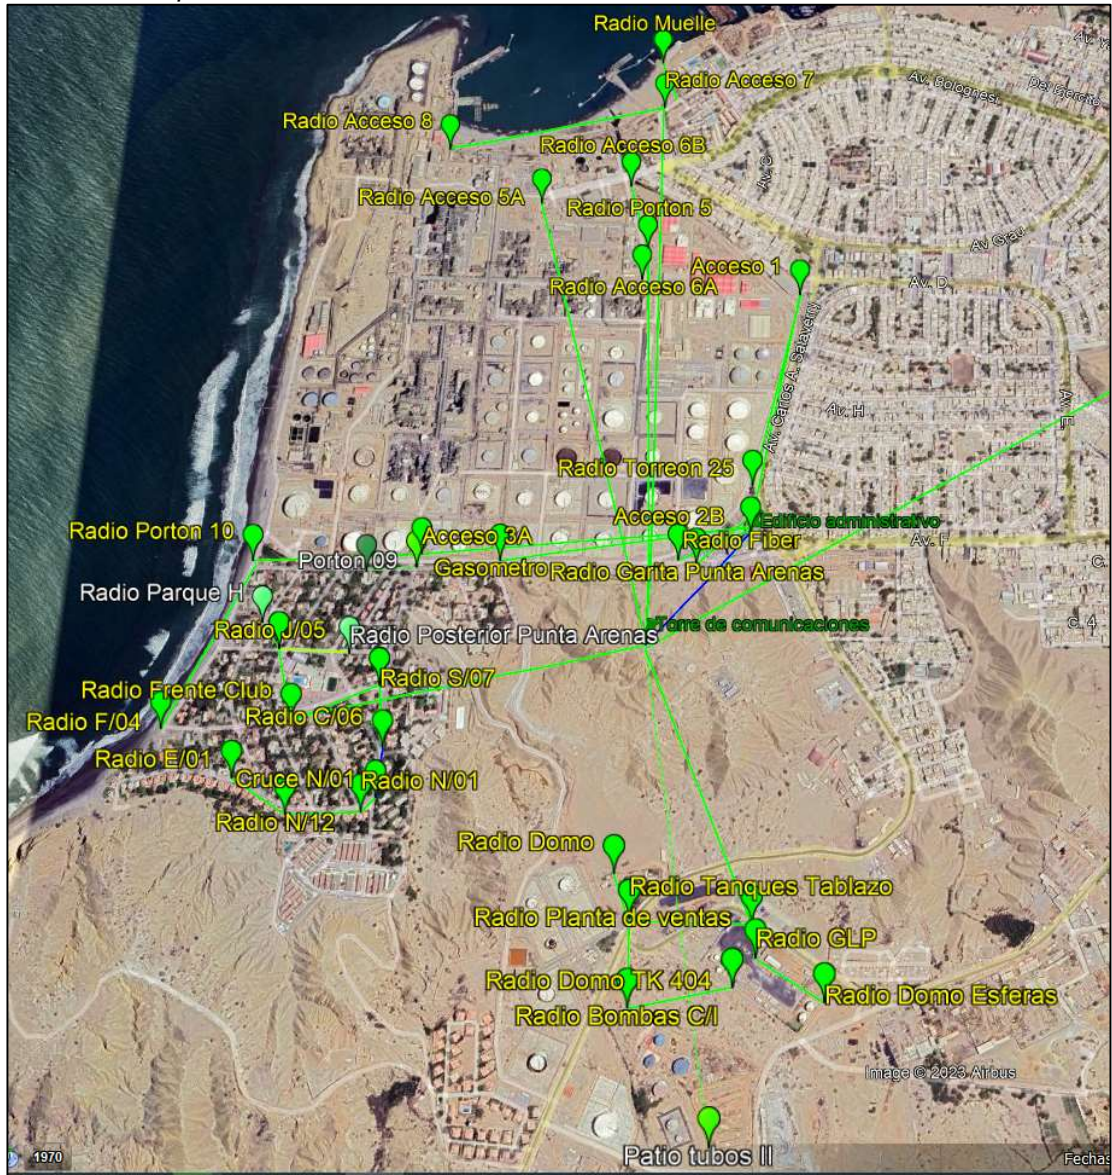 Radio Muelle
Av. Y
Radio Acceso 7
Av. Bolognesi
Del Ejercito
Radio Acceso 8
Radio Acceso 6B
Av. C
Radio Acceso 5A
Radio Porton 5
Av Grau
Acceso 1
Radio Acceso 6A
Av. D
Av. Carlos A. Salaverry
Av. E
Av. H
Radio Torreon 25
Acceso 2B
Edificio administrativo
Radio Porton 10
Acceso 3A
Radio Fiber
Av. F
Porton 09
Gasometro
Radio Garita Punta Arenas
C.
Radio Parque H
Radio J/05
Radio Posterior Punta Arenas
Torre de comunicaciones
C. 4
Radio S/07
Radio Frente Club
Radio C/06
Radio F/04
Radio E/01
Cruce N/01
Radio N/01
Radio N/12
Radio Domo
Radio Tanques Tablazo
Radio Planta de ventas
Radio GLP
Radio Domo TK 404
Radio Domo Esferas
Radio Bombas C/I
Image © 2023 Airbus
Patio tubos II
1970
Fechas